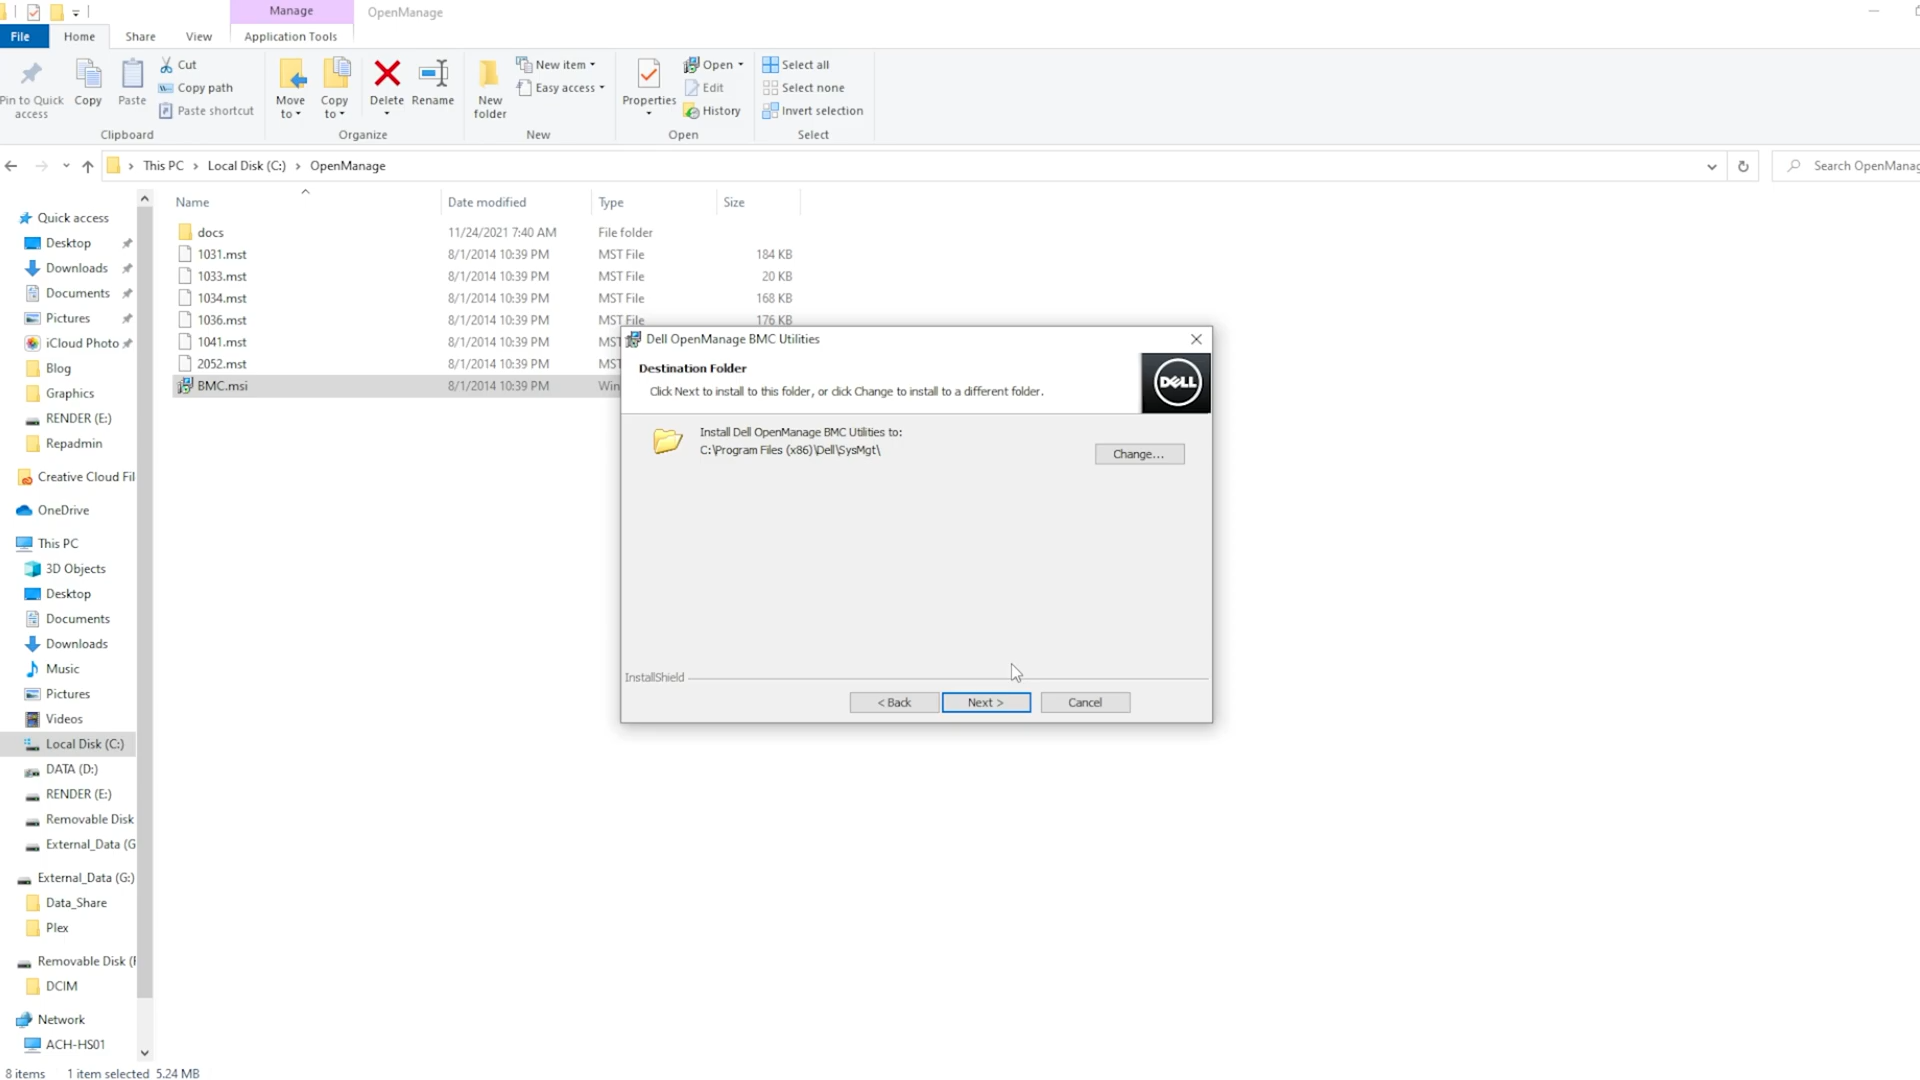 Manage
OpenManage
File
Home
Share
View
Application Tools
Pin to Quick access
Copy
Paste
Cut
Copy path
Paste shortcut
Clipboard
Move to
Copy to
Delete
Rename
Organize
New folder
New item
Easy access
New
Properties
Open
Edit
History
Open
Select all
Select none
Invert selection
Select
This PC > Local Disk (C:) > OpenManage
Search OpenManag
Name
Date modified
Type
Size
docs 11/24/2021 7:40 AM File folder
1031.mst 8/1/2014 10:39 PM MST File 184 KB
1033.mst 8/1/2014 10:39 PM MST File 20 KB
1034.mst 8/1/2014 10:39 PM MST File 168 KB
1036.mst 8/1/2014 10:39 PM MST File 176 KB
1041.mst 8/1/2014 10:39 PM MST
2052.mst 8/1/2014 10:39 PM MST
BMC.msi 8/1/2014 10:39 PM Win
Quick access
Desktop
Downloads
Documents
Pictures
iCloud Photo
Blog
Graphics
RENDER (E:)
Repadmin
Creative Cloud Fil
OneDrive
This PC
3D Objects
Desktop
Documents
Downloads
Music
Pictures
Videos
Local Disk (C:)
DATA (D:)
RENDER (E:)
Removable Disk
External_Data (G
External_Data (G:)
Data_Share
Plex
Removable Disk (F
DCIM
Network
ACH-HS01
8 items 1 item selected 5.24 MB
Dell OpenManage BMC Utilities
Destination Folder
Click Next to install to this folder, or click Change to install to a different folder.
DELL
Install Dell OpenManage BMC Utilities to:
C:\Program Files (x86)\Dell\SysMgt\
Change...
InstallShield
< Back
Next >
Cancel